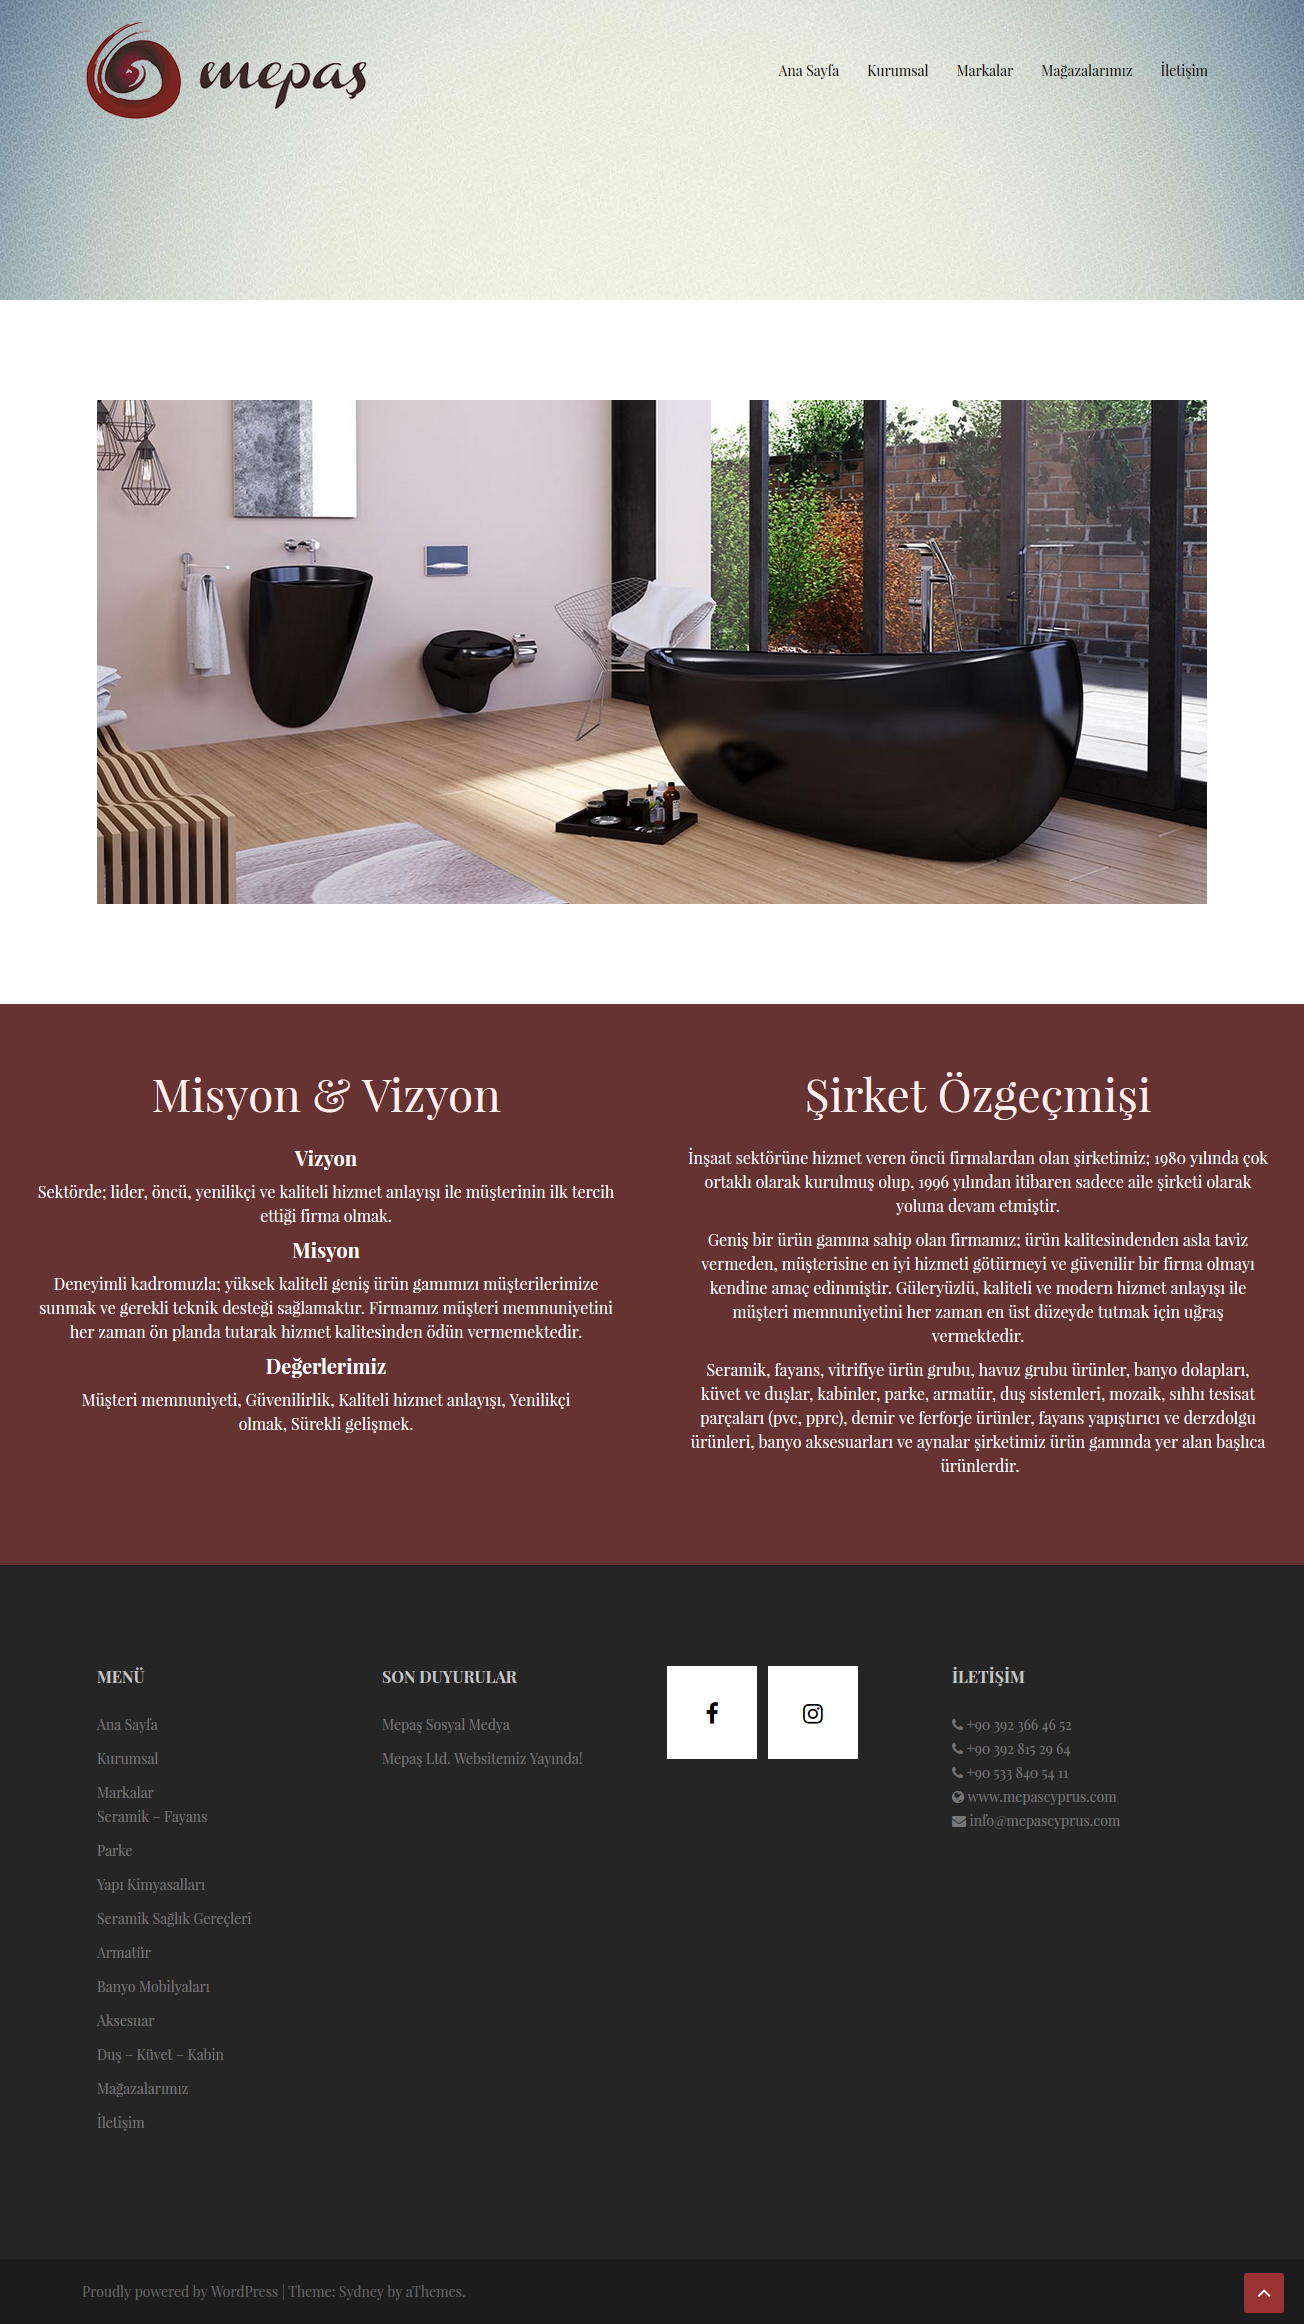 mepaş
Ana Sayfa
Kurumsal
Markalar
Mağazalarımız
İletişim
Misyon & Vizyon
Vizyon
Sektörde; lider, öncü, yenilikçi ve kaliteli hizmet anlayışı ile müşterinin ilk tercih
ettiği firma olmak.
Misyon
Deneyimli kadromuzla; yüksek kaliteli geniş ürün gamımızı müşterilerimize
sunmak ve gerekli teknik desteği sağlamaktır. Firmamız müşteri memnuniyetini
her zaman ön planda tutarak hizmet kalitesinden ödün vermemektedir.
Değerlerimiz
Müşteri memnuniyeti, Güvenilirlik, Kaliteli hizmet anlayışı, Yenilikçi
olmak, Sürekli gelişmek.
Şirket Özgeçmişi
İnşaat sektörüne hizmet veren öncü firmalardan olan şirketimiz; 1980 yılında çok
ortaklı olarak kurulmuş olup, 1996 yılından itibaren sadece aile şirketi olarak
yoluna devam etmiştir.
Geniş bir ürün gamına sahip olan firmamız; ürün kalitesindenden asla taviz
vermeden, müşterisine en iyi hizmeti götürmeyi ve güvenilir bir firma olmayı
kendine amaç edinmiştir. Güleryüzlü, kaliteli ve modern hizmet anlayışı ile
müşteri memnuniyetini her zaman en üst düzeyde tutmak için uğraş
vermektedir.
Seramik, fayans, vitrifiye ürün grubu, havuz grubu ürünler, banyo dolapları,
küvet ve duşlar, kabinler, parke, armatür, duş sistemleri, mozaik, sıhhı tesisat
parçaları (pvc, pprc), demir ve ferforje ürünler, fayans yapıştırıcı ve derzdolgu
ürünleri, banyo aksesuarları ve aynalar şirketimiz ürün gamında yer alan başlıca
ürünlerdir.
MENÜ
Ana Sayfa
Kurumsal
Markalar
Seramik – Fayans
Parke
Yapı Kimyasalları
Seramik Sağlık Gereçleri
Armatür
Banyo Mobilyaları
Aksesuar
Duş – Küvet – Kabin
Mağazalarımız
İletişim
SON DUYURULAR
Mepaş Sosyal Medya
Mepaş Ltd. Websitemiz Yayında!
İLETİŞİM
+90 392 366 46 52
+90 392 815 29 64
+90 533 840 54 11
www.mepascyprus.com
info@mepascyprus.com
Proudly powered by WordPress | Theme: Sydney by aThemes.